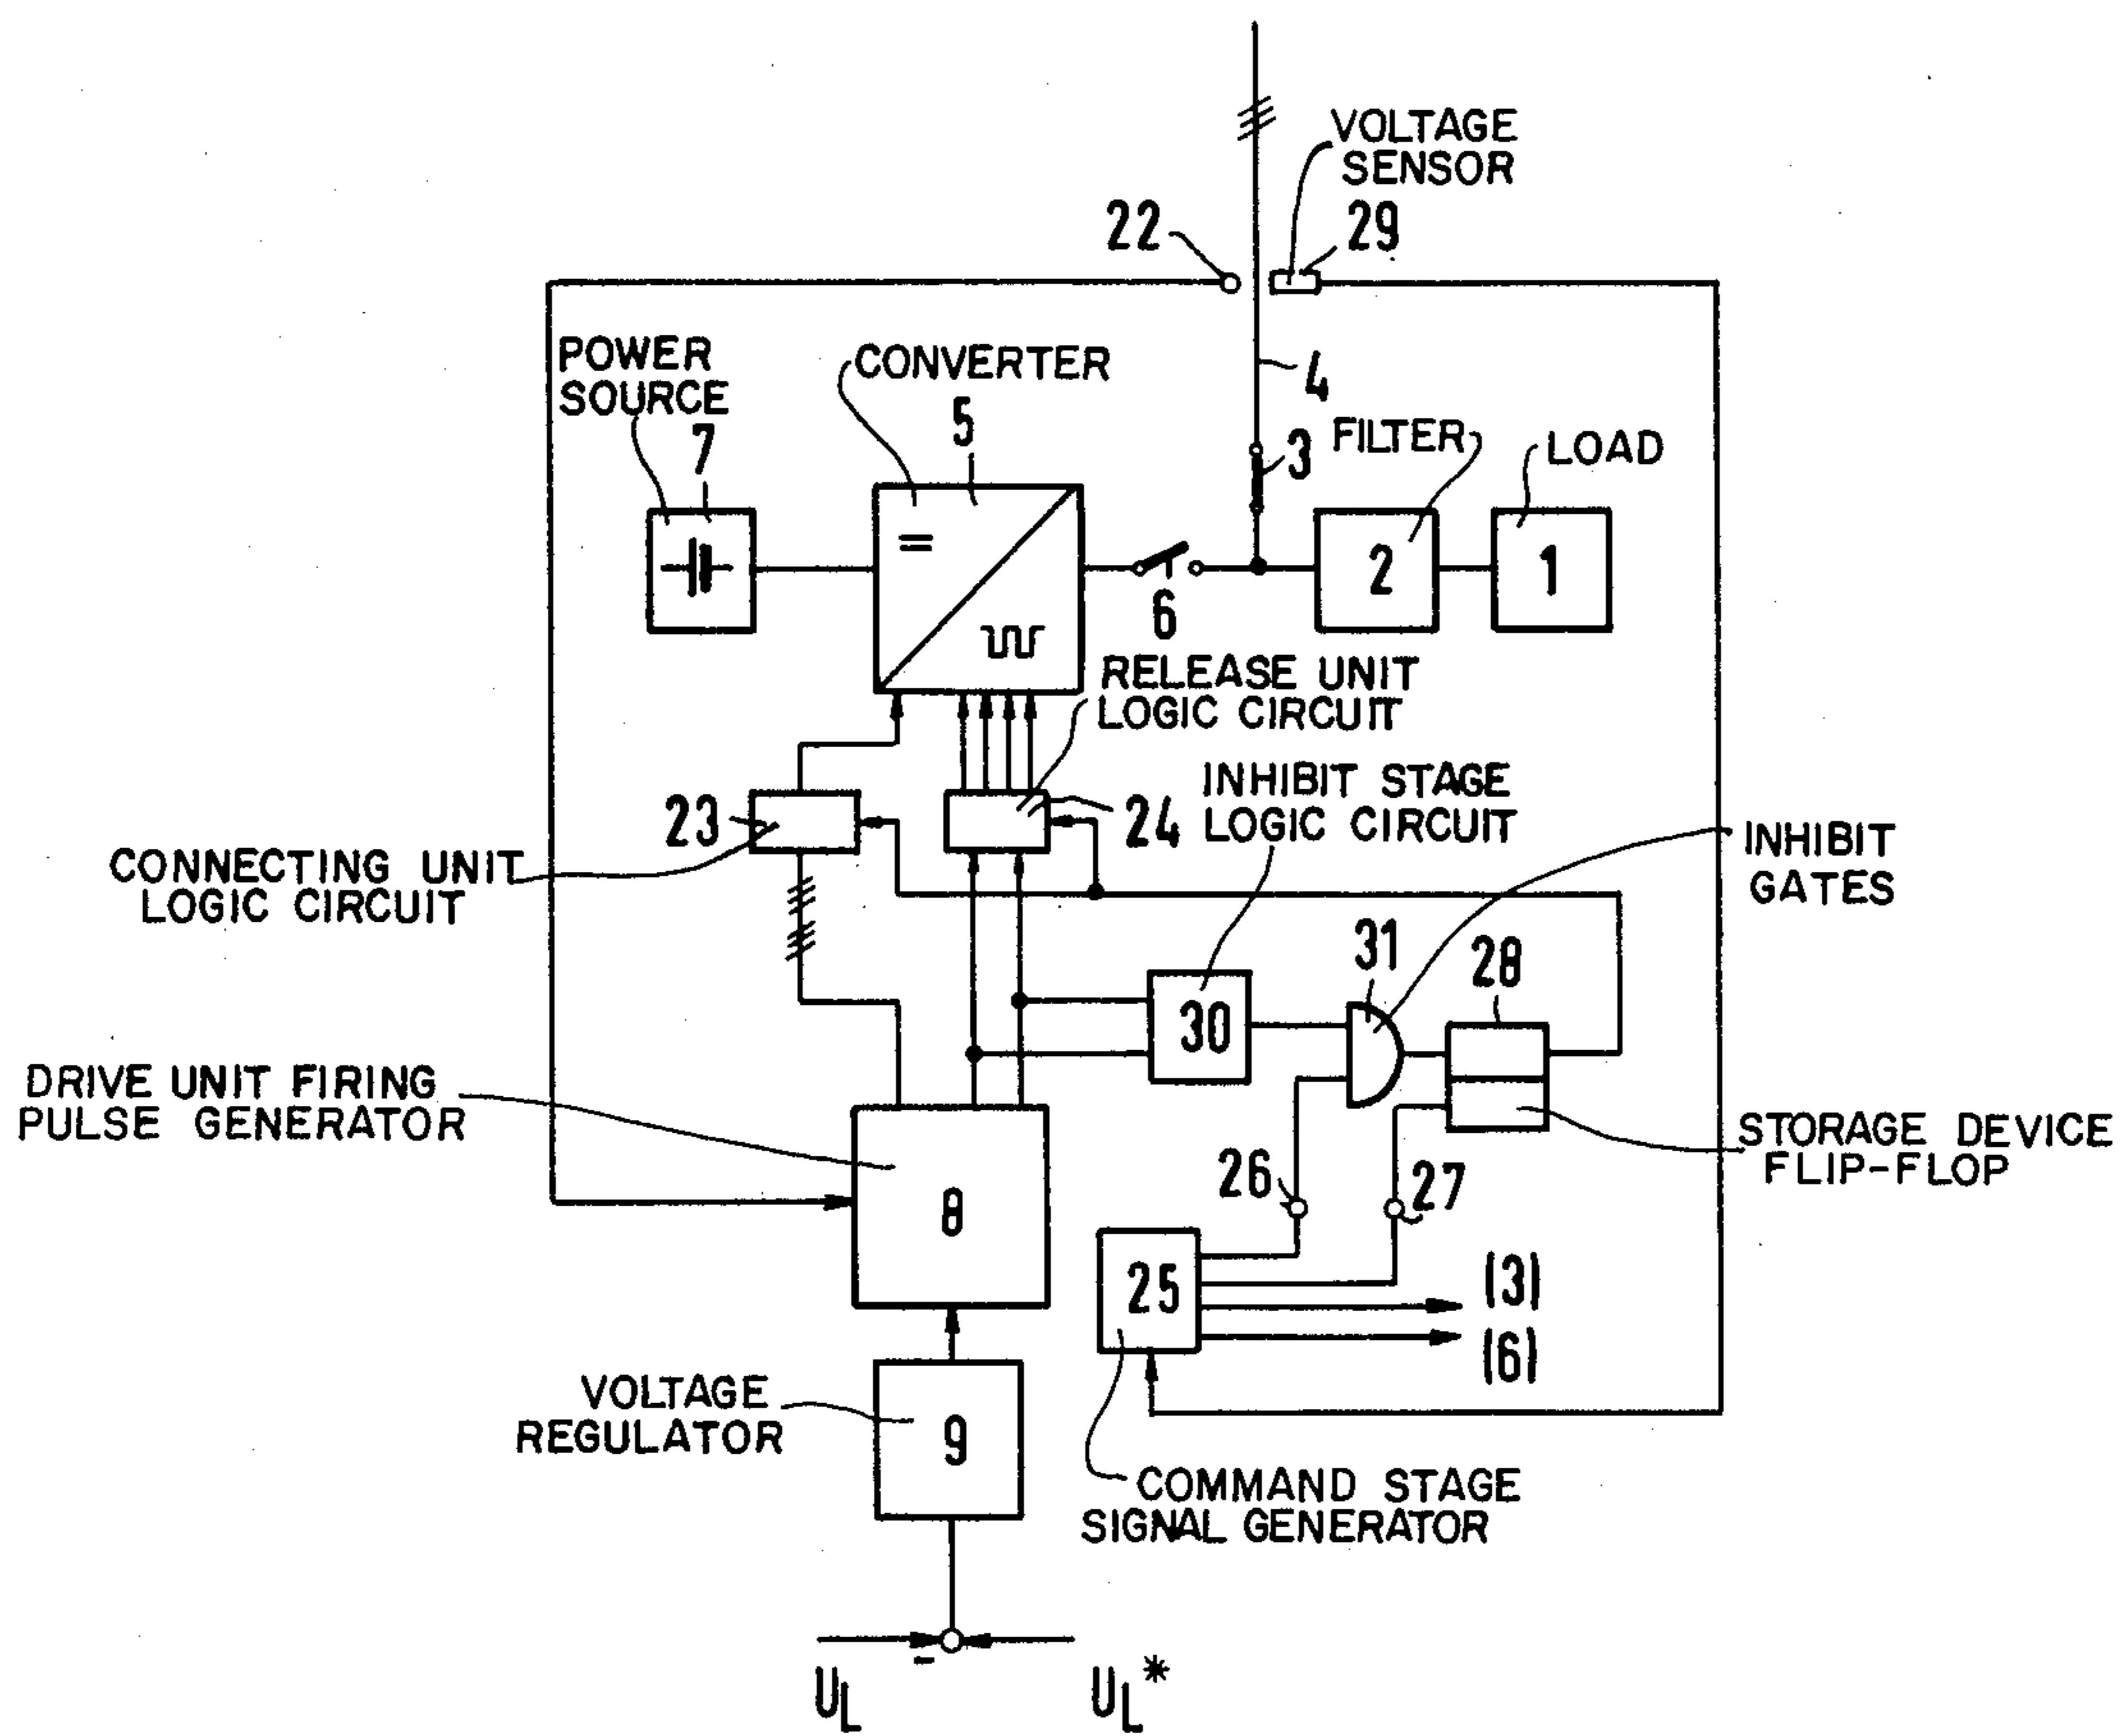 VOLTAGE
SENSOR
22
29
POWER
SOURCE
7
CONVERTER
5
4
3
FILTER
LOAD
=
2
1
6
RELEASE UNIT
LOGIC CIRCUIT
INHIBIT STAGE
LOGIC CIRCUIT
23
24
INHIBIT
GATES
CONNECTING UNIT
LOGIC CIRCUIT
31
28
30
DRIVE UNIT FIRING
PULSE GENERATOR
STORAGE DEVICE
FLIP-FLOP
26
27
8
25
(3)
(6)
VOLTAGE
REGULATOR
9
COMMAND STAGE
SIGNAL GENERATOR
-
UL
UL*